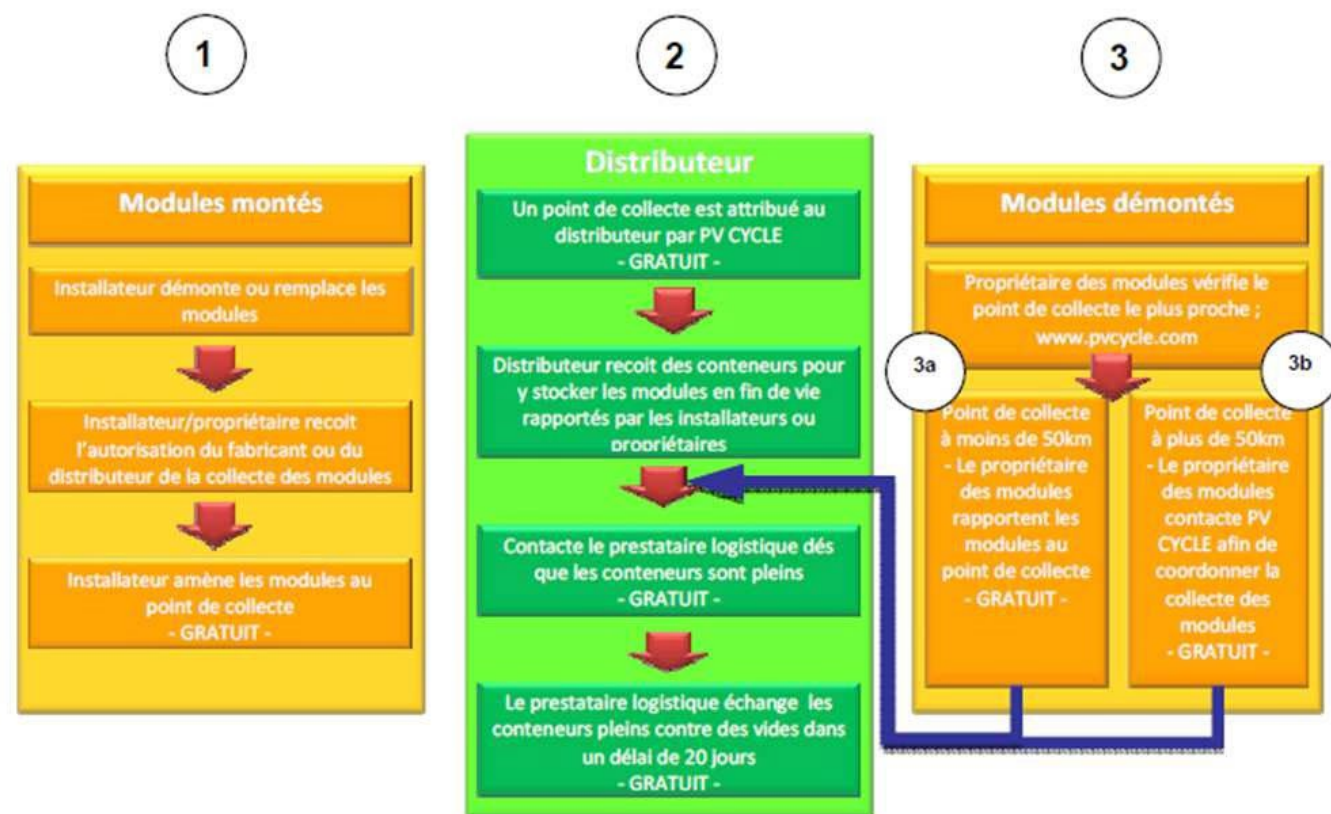 1
2
3
Modules montés
Installateur démonte ou remplace les
modules
Installateur/propriétaire recoit
l'autorisation du fabricant ou du
distributeur de la collecte des modules
Installateur amène les modules au
point de collecte
- GRATUIT -
Distributeur
Un point de collecte est attribué au
distributeur par PV CYCLE
- GRATUIT -
Distributeur recoit des conteneurs pour
y stocker les modules en fin de vie
rapportés par les installateurs ou
propriétaires
Contacte le prestataire logistique dés
que les conteneurs sont pleins
- GRATUIT -
Le prestataire logistique échange les
conteneurs pleins contre des vides dans
un délai de 20 jours
- GRATUIT -
Modules démontés
Propriétaire des modules vérifie le
point de collecte le plus proche ;
www.pvcycle.com
3a
Point de collecte
à moins de 50km
- Le propriétaire
des modules
rapportent les
modules au
point de collecte
- GRATUIT -
3b
Point de collecte
à plus de 50km
- Le propriétaire
des modules
contacte PV
CYCLE afin de
coordonner la
collecte des
modules
- GRATUIT -